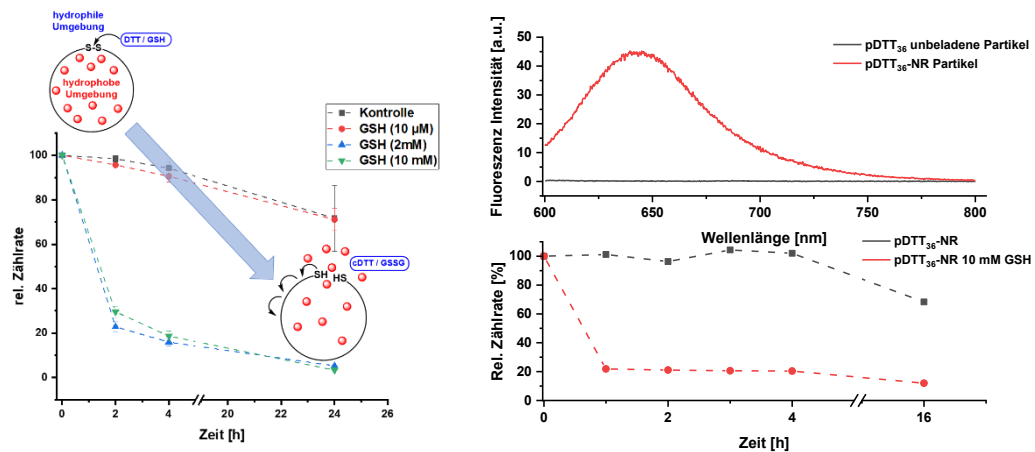 hydrophile
Umgebung
S-S
DTT / GSH
hydrophobe
Umgebung
Kontrolle
GSH (10 µM)
GSH (2mM)
GSH (10 mM)
100
80
60
40
20
0
rel. Zählrate
cDTT / GSSG
SH
HS
0
2
4
20
22
24
26
Zeit [h]
50
40
30
20
10
0
Fluoreszenz Intensität [a.u.]
pDTT₃₆ unbeladene Partikel
pDTT₃₆-NR Partikel
600
650
700
750
800
Wellenlänge [nm]
pDTT₃₆-NR
pDTT₃₆-NR 10 mM GSH
100
80
60
40
20
0
Rel. Zählrate [%]
0
2
4
16
Zeit [h]